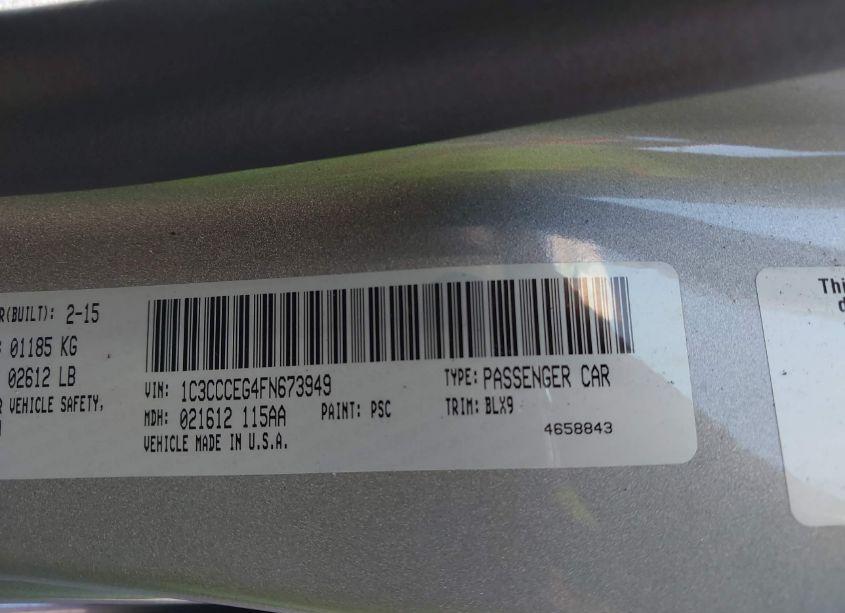 R(BUILT): 2-15
01185 KG
02612 LB
R VEHICLE SAFETY,
VIN: 1C3CCCEG4FN673949
TYPE: PASSENGER CAR
MDH: 021612 115AA
PAINT: PSC
TRIM: BLX9
VEHICLE MADE IN U.S.A.
4658843
Thi
d